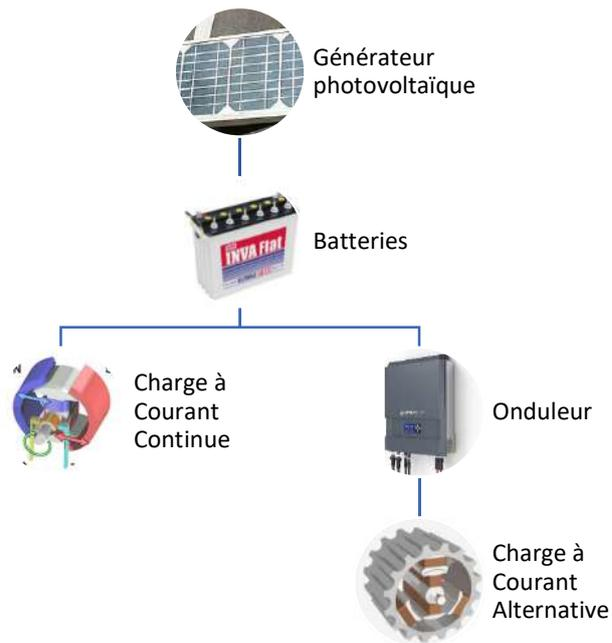 Générateur
photovoltaïque
Batteries
INVA Flat
Charge à
Courant
Continue
Onduleur
Charge à
Courant
Alternative